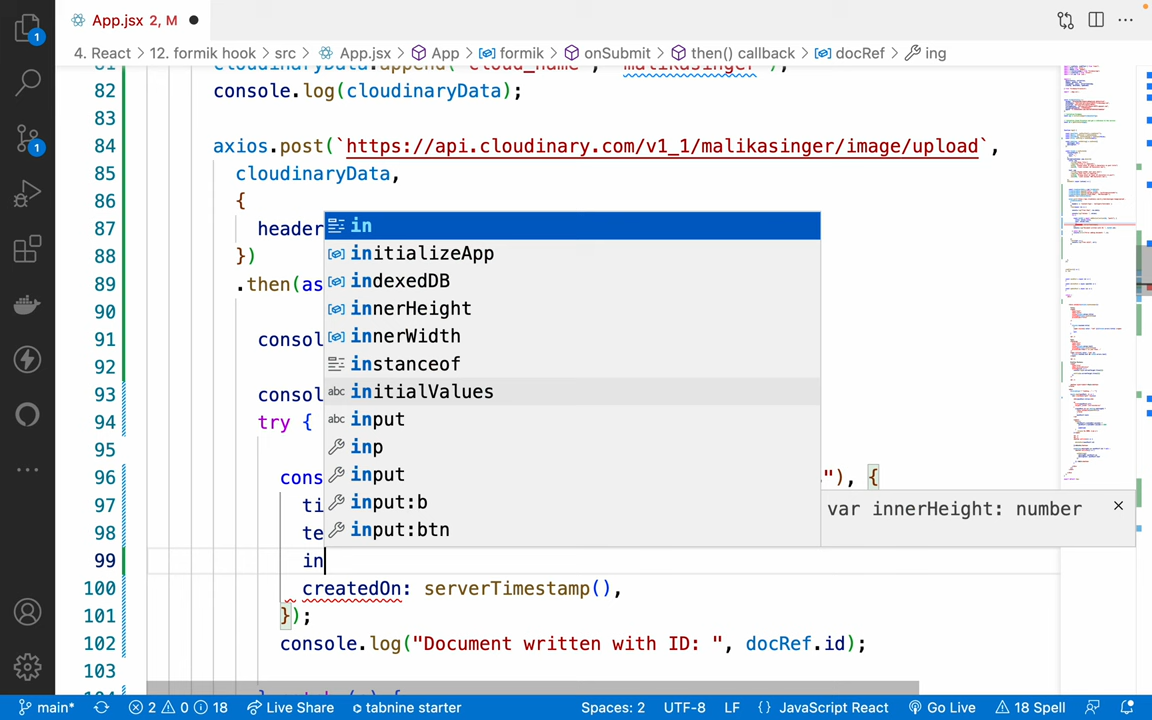 App.jsx 2, M
4. React > 12. formik hook > src > App.jsx > App > formik > onSubmit > then() callback > docRef > ing
82 console.log(cloudinaryData);
83
84 axios.post(`https://api.cloudinary.com/v1_1/malikasinger/image/upload`,
85 cloudinaryData,
86 {
87 header
88 })
89 .then(as
90
91 consol
92
93 consol
94 try {
95
96 cons "), {
97 ti
98 te
99 in
100 createdOn: serverTimestamp(),
101 });
102 console.log("Document written with ID: ", docRef.id);
103
in
initializeApp
indexedDB
innerHeight
innerWidth
instanceof
abc initialValues
abc input
inp
input
input:b
input:btn
var innerHeight: number
1
1
main* 2 0 18 Live Share tabnine starter Spaces: 2 UTF-8 LF {} JavaScript React Go Live 18 Spell